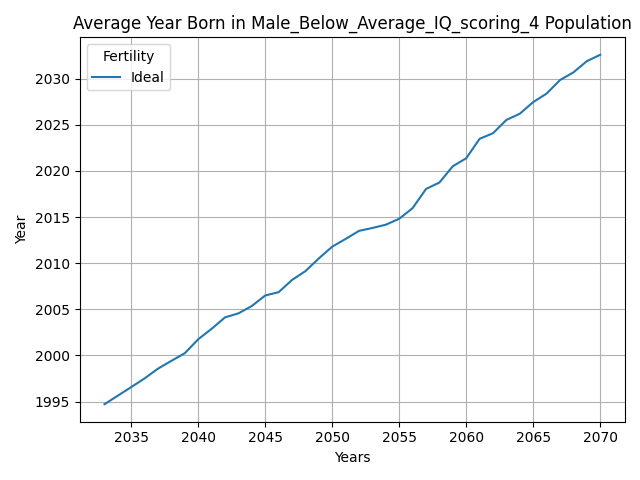 Average Year Born in Male_Below_Average_IQ_scoring_4 Population
Fertility
Ideal
Year
2030
2025
2020
2015
2010
2005
2000
1995
2035 2040 2045 2050 2055 2060 2065 2070
Years